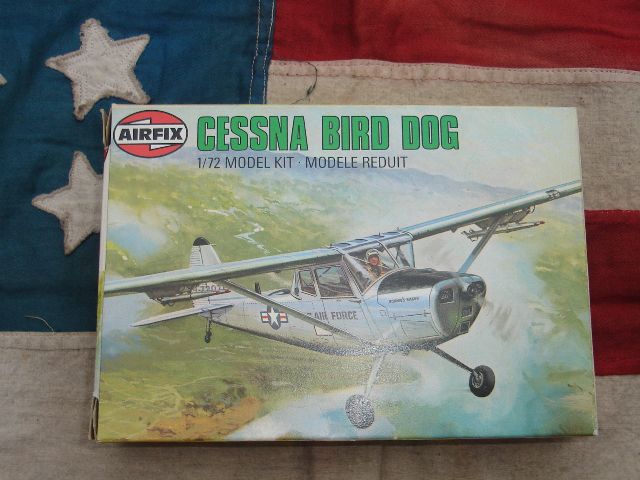 AIRFIX
CESSNA BIRD DOG
1/72 MODEL KIT · MODELE REDUIT
AIR FORCE